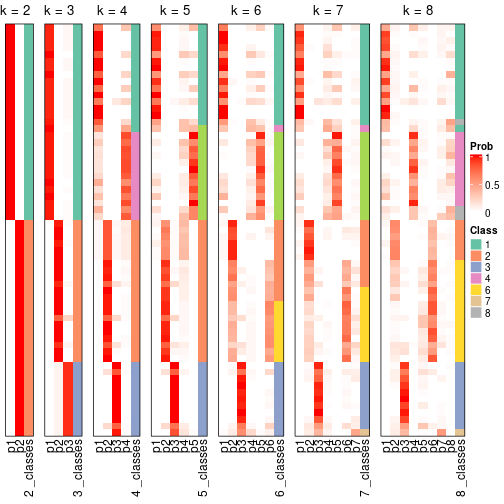 k = 2 k = 3 k = 4 k = 5 k = 6 k = 7 k = 8
Prob
1
0.5
0
Class
1
2
3
4
6
7
8
p1 p2 2_classes
p1 p2 p3 3_classes
p1 p2 p3 p4 4_classes
p1 p2 p3 p4 p5 5_classes
p1 p2 p3 p4 p5 p6 6_classes
p1 p2 p3 p4 p5 p6 p7 7_classes
p1 p2 p3 p4 p5 p6 p7 p8 8_classes